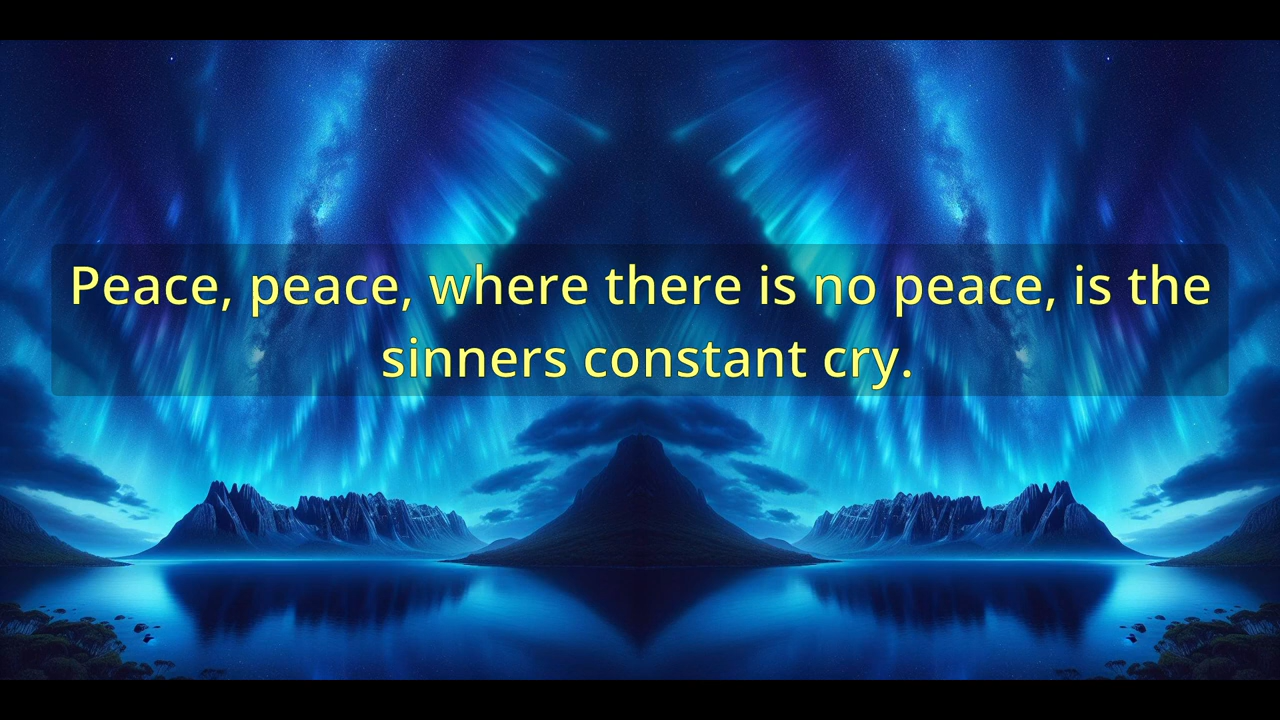 Peace, peace, where there is no peace, is the
sinners constant cry.